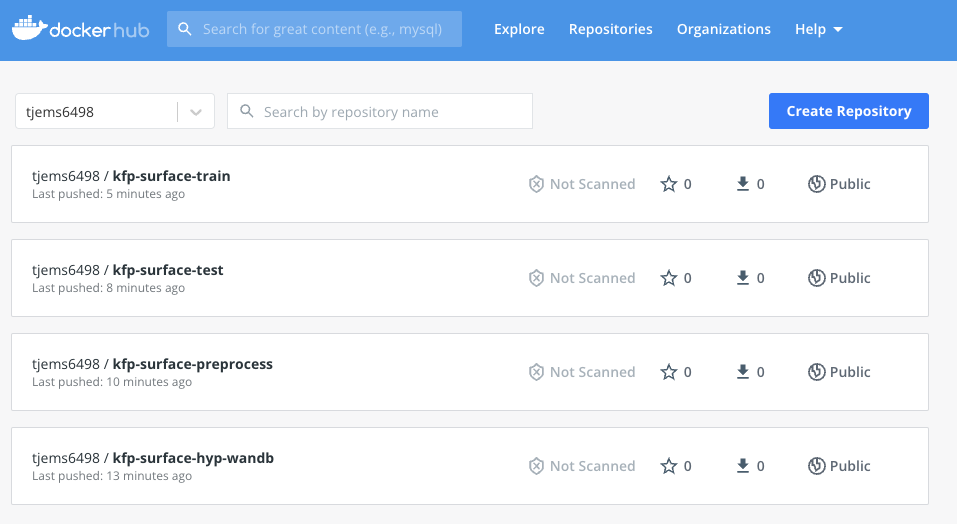 docker hub Search for great content (e.g., mysql) Explore Repositories Organizations Help
tjems6498 Search by repository name Create Repository
tjems6498 / kfp-surface-train
Last pushed: 5 minutes ago
Not Scanned 0 0 Public
tjems6498 / kfp-surface-test
Last pushed: 8 minutes ago
Not Scanned 0 0 Public
tjems6498 / kfp-surface-preprocess
Last pushed: 10 minutes ago
Not Scanned 0 0 Public
tjems6498 / kfp-surface-hyp-wandb
Last pushed: 13 minutes ago
Not Scanned 0 0 Public